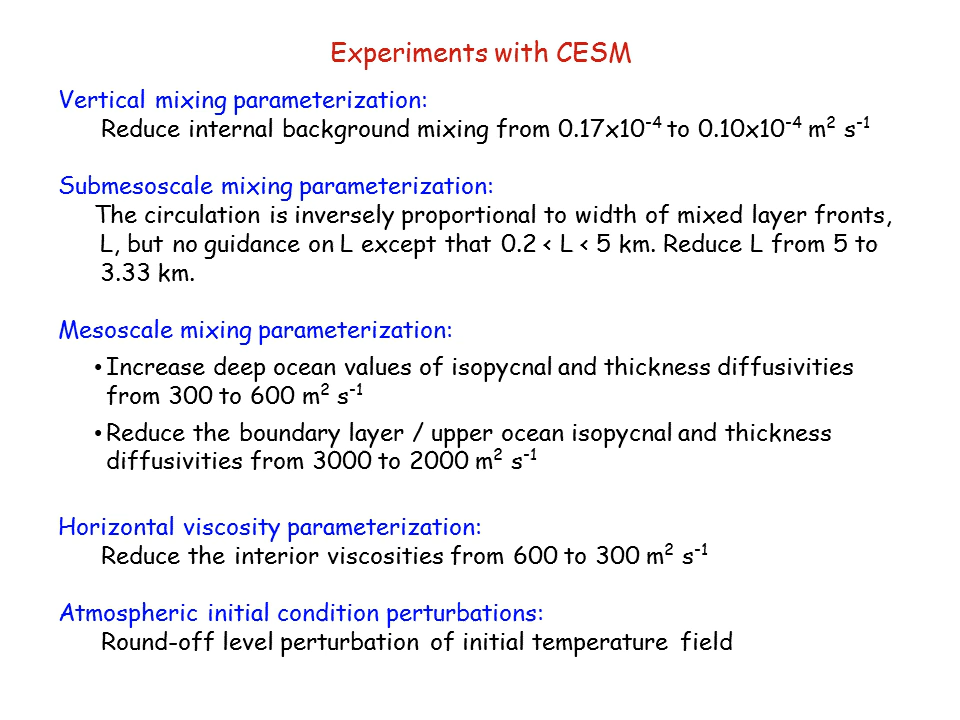 Experiments with CESM
Vertical mixing parameterization:
Reduce internal background mixing from 0.17x10⁻⁴ to 0.10x10⁻⁴ m² s⁻¹
Submesoscale mixing parameterization:
The circulation is inversely proportional to width of mixed layer fronts,
L, but no guidance on L except that 0.2 < L < 5 km. Reduce L from 5 to
3.33 km.
Mesoscale mixing parameterization:
• Increase deep ocean values of isopycnal and thickness diffusivities
from 300 to 600 m² s⁻¹
• Reduce the boundary layer / upper ocean isopycnal and thickness
diffusivities from 3000 to 2000 m² s⁻¹
Horizontal viscosity parameterization:
Reduce the interior viscosities from 600 to 300 m² s⁻¹
Atmospheric initial condition perturbations:
Round-off level perturbation of initial temperature field